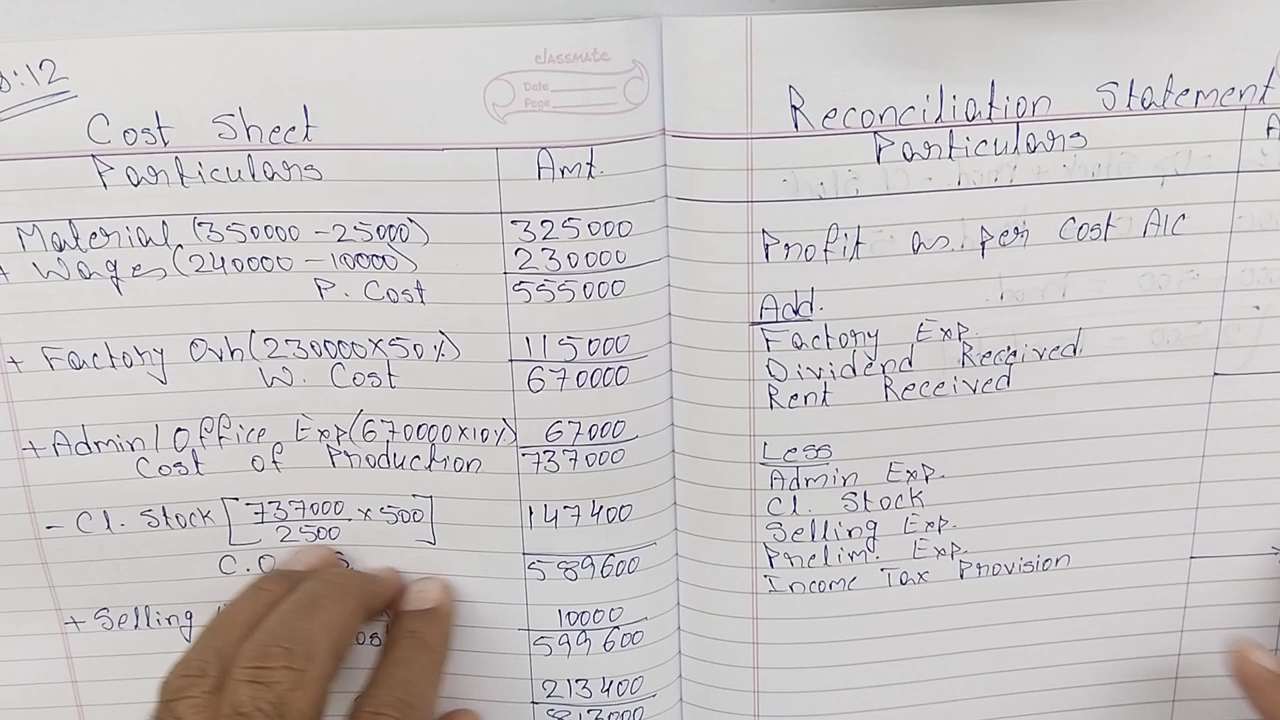 :12
classmate
Date
Page
Cost Sheet
Particulars Amt.
Material (350000 - 25000) 325000
+ Wages (240000 - 10000) 230000
P. Cost 555000
+ Factory Ovh (230000 x 50%) 115000
W. Cost 670000
+ Admin/Office Exp (670000x10%) 67000
Cost of Production 737000
- Cl. Stock [737000/2500 x 500] 147400
C.O 589600
+ Selling 10000
599600
213400
813000
Reconciliation Statement
Particulars
Profit as per Cost A/C
Add.
Factory Exp.
Dividend Received
Rent Received
Less
Admin Exp.
Cl. Stock
Selling Exp.
Prelim. Exp.
Income Tax Provision